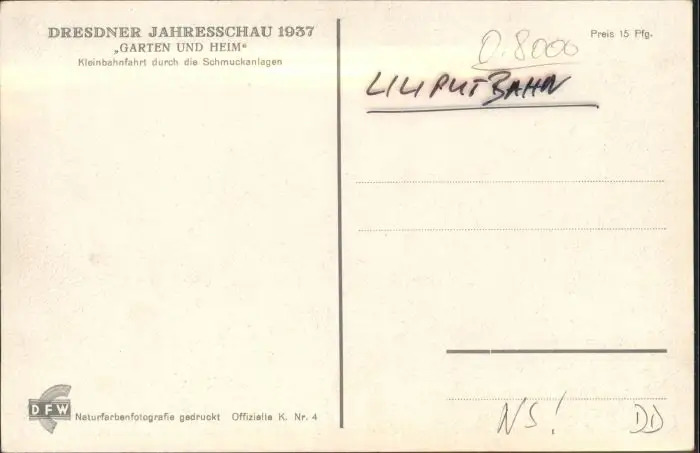 DRESDNER JAHRESSCHAU 1937
„GARTEN UND HEIM“
Kleinbahnfahrt durch die Schmuckanlagen
Preis 15 Pfg.
0.8000
LILIPUTBAHN
DFW
Naturfarbenfotografie gedruckt Offizielle K. Nr. 4
NS!
DD